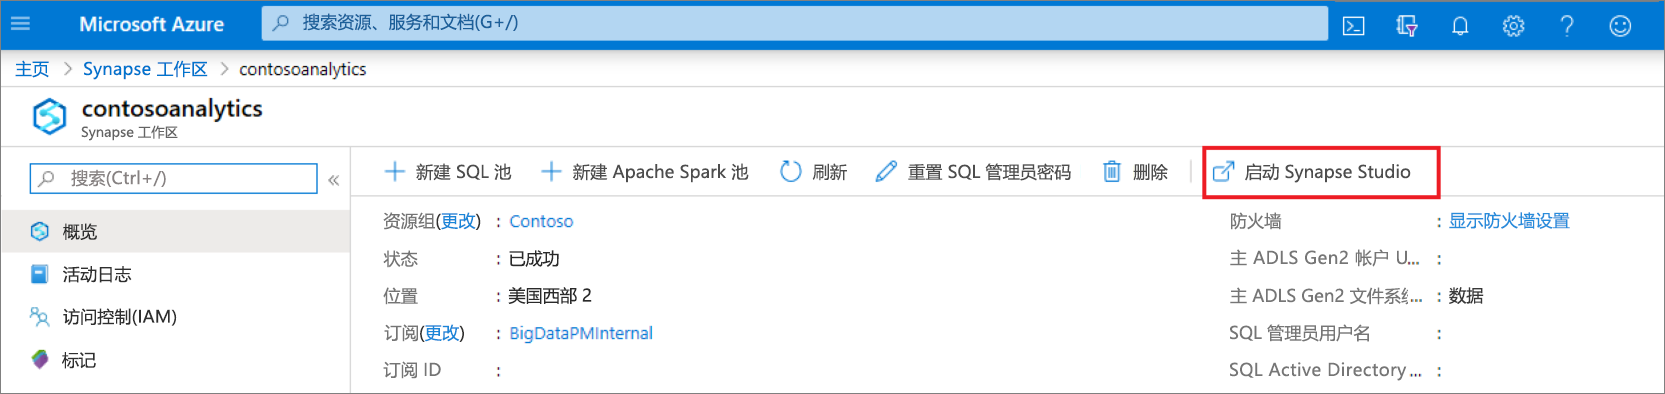 Microsoft Azure
搜索资源、服务和文档(G+/)
主页 > Synapse 工作区 > contosoanalytics
contosoanalytics
Synapse 工作区
搜索(Ctrl+/)
«
概览
活动日志
访问控制(IAM)
标记
新建 SQL 池
新建 Apache Spark 池
刷新
重置 SQL 管理员密码
删除
启动 Synapse Studio
资源组(更改) : Contoso
状态 : 已成功
位置 : 美国西部 2
订阅(更改) : BigDataPMInternal
订阅 ID :
防火墙 : 显示防火墙设置
主 ADLS Gen2 帐户 U... :
主 ADLS Gen2 文件系统... : 数据
SQL 管理员用户名 :
SQL Active Directory... :